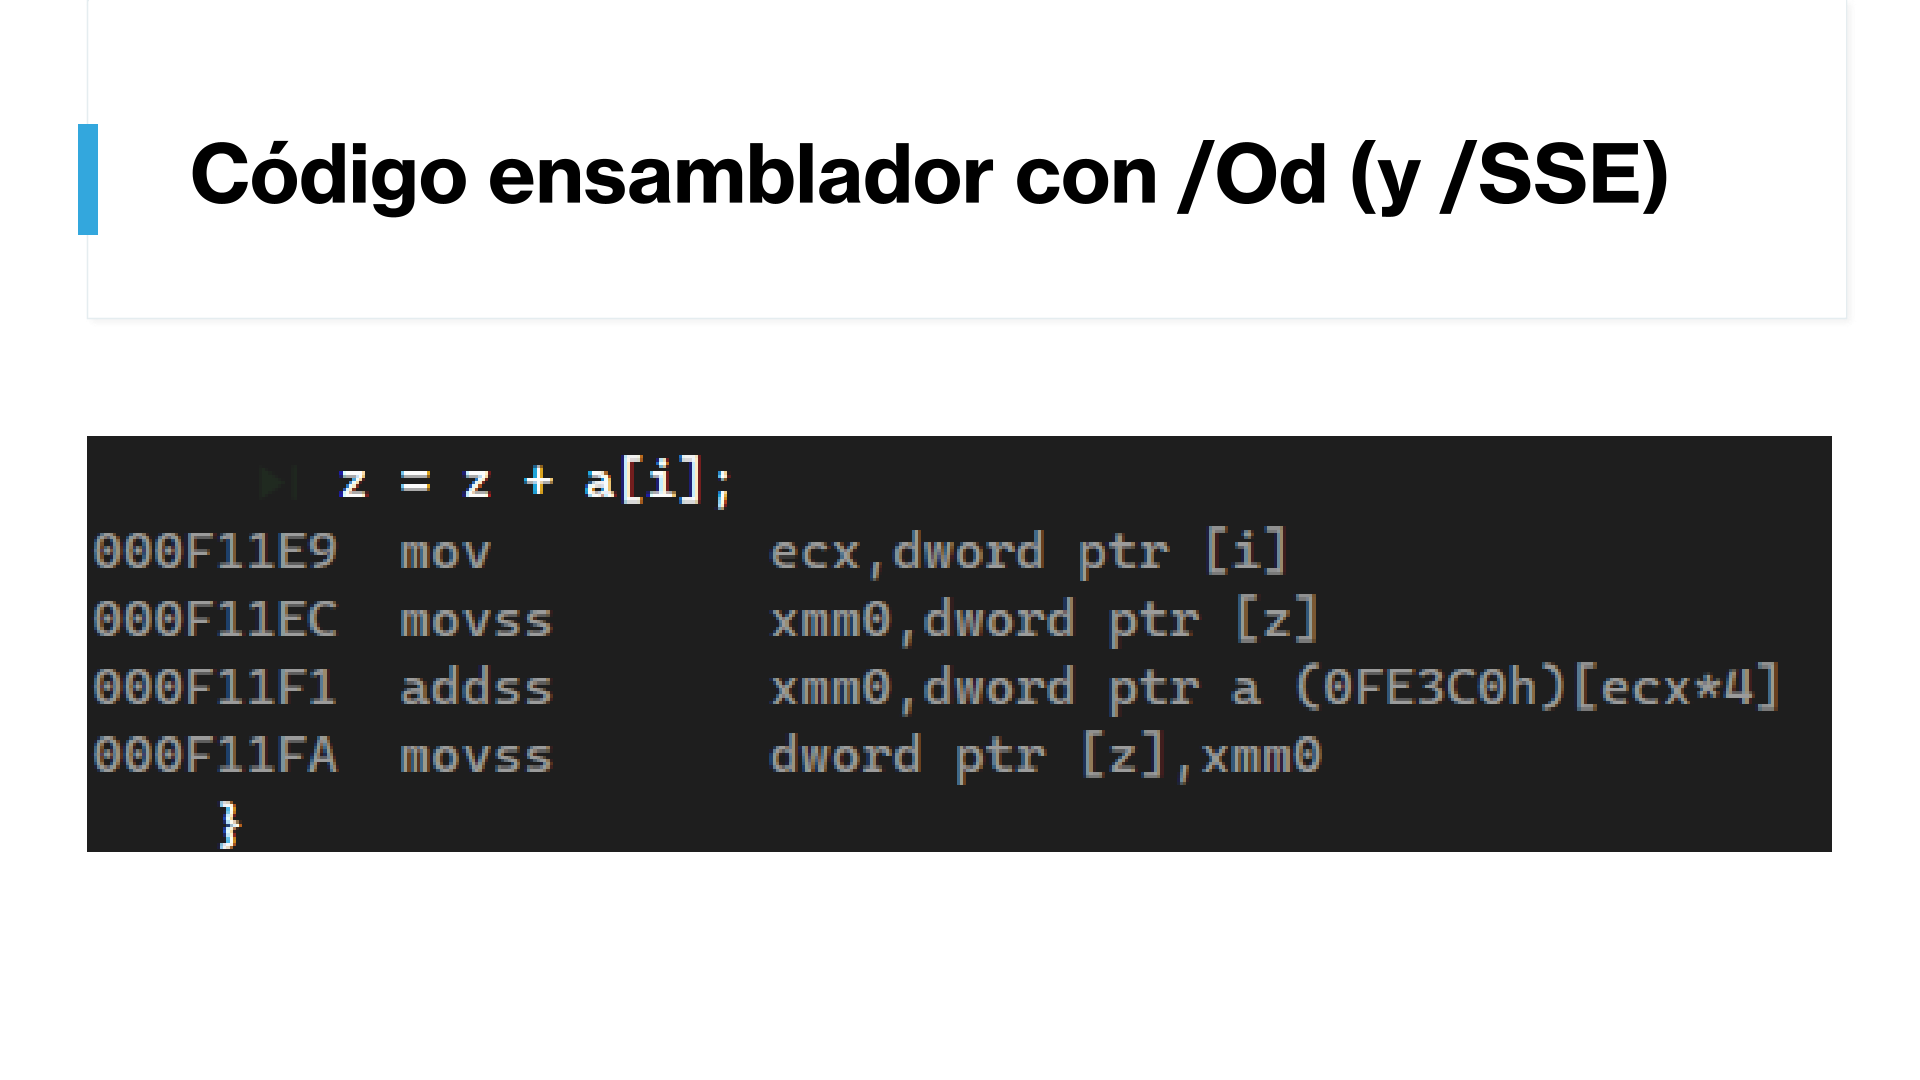 Código ensamblador con /Od (y /SSE)
z = z + a[i];
000F11E9  mov         ecx,dword ptr [i]
000F11EC  movss       xmm0,dword ptr [z]
000F11F1  addss       xmm0,dword ptr a (0FE3C0h)[ecx*4]
000F11FA  movss       dword ptr [z],xmm0
}